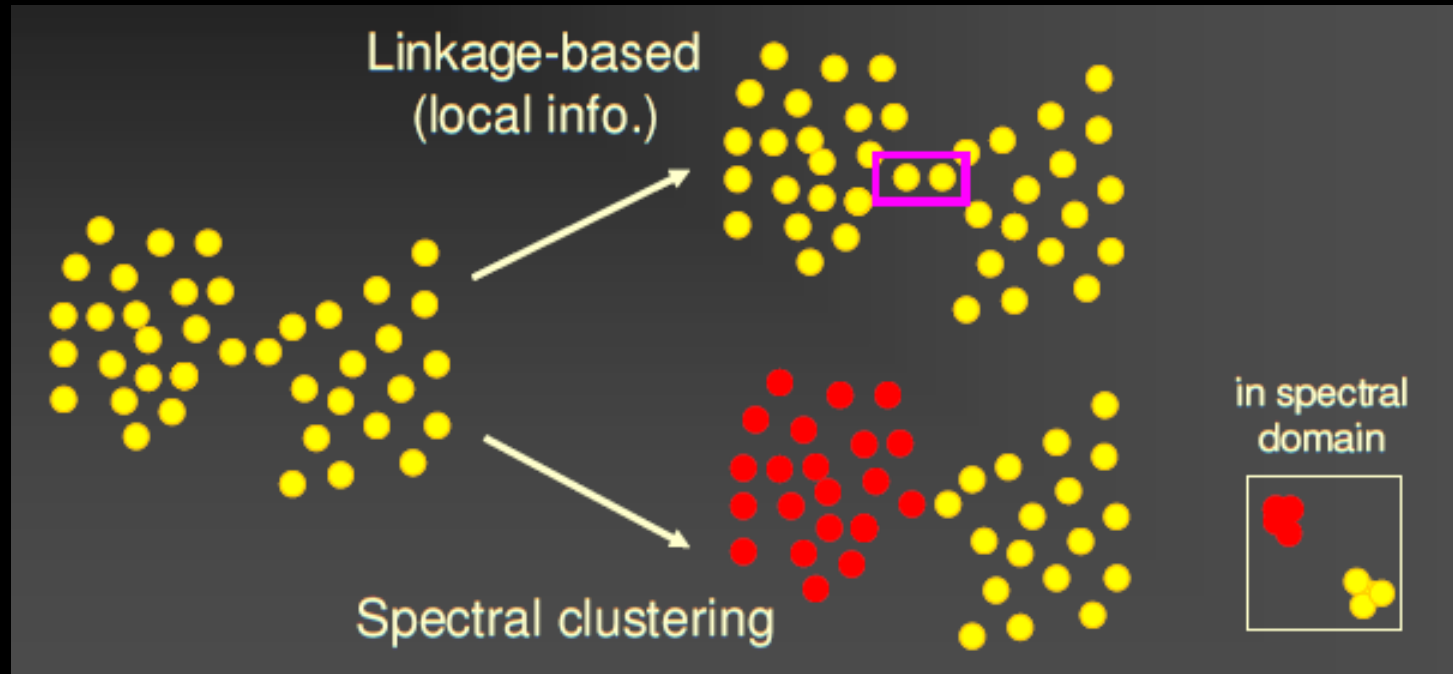 Linkage-based
(local info.)
in spectral
domain
Spectral clustering